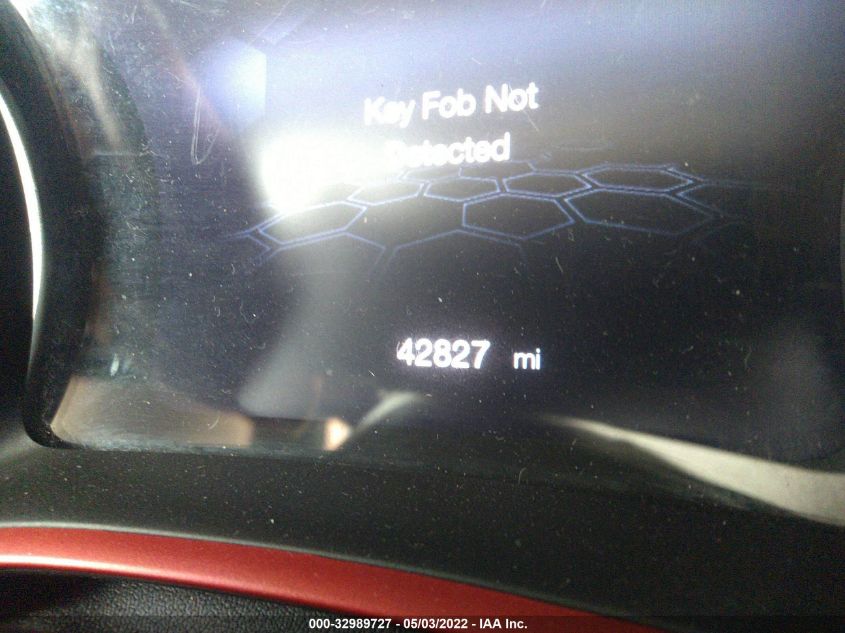 Key Fob Not
Detected
42827 mi
000-32989727 - 05/03/2022 - IAA Inc.